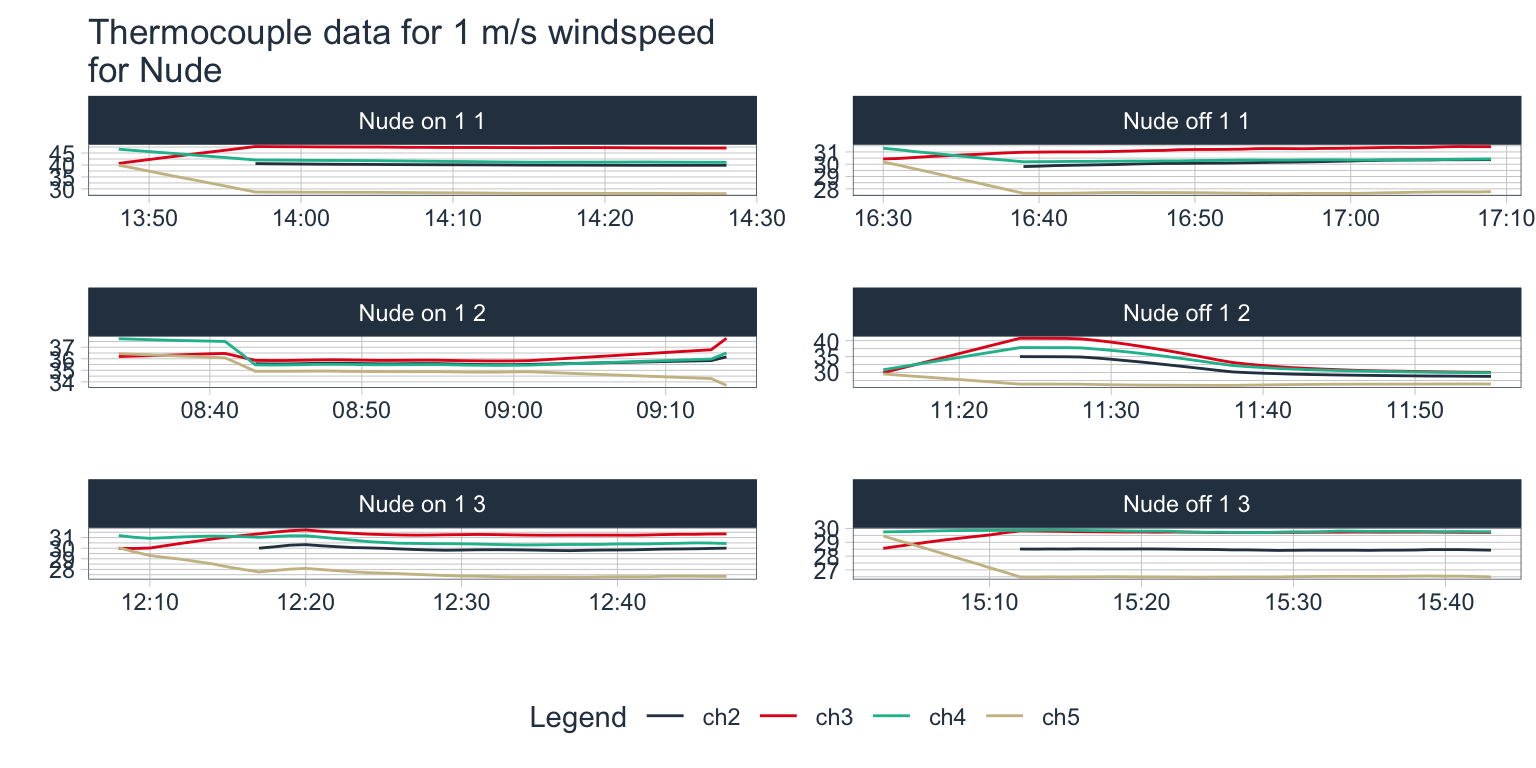 Thermocouple data for 1 m/s windspeed
for Nude
Nude on 1 1
45
40
35
30
13:50 14:00 14:10 14:20 14:30
Nude off 1 1
31
30
29
28
16:30 16:40 16:50 17:00 17:10
Nude on 1 2
37
36
35
34
08:40 08:50 09:00 09:10
Nude off 1 2
40
35
30
11:20 11:30 11:40 11:50
Nude on 1 3
31
30
29
28
12:10 12:20 12:30 12:40
Nude off 1 3
30
29
28
27
15:10 15:20 15:30 15:40
Legend ch2 ch3 ch4 ch5